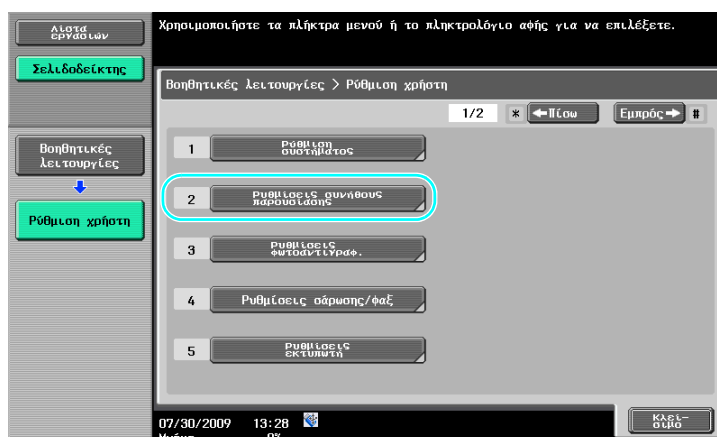 Λίστα
εργασιών
Χρησιμοποιήστε τα πλήκτρα μενού ή το πληκτρολόγιο αφής για να επιλέξετε.
Σελιδοδείκτης
Βοηθητικές λειτουργίες > Ρύθμιση χρήστη
1/2 * ←Πίσω Εμπρός→ #
Βοηθητικές
λειτουργίες
Ρύθμιση χρήστη
1 Ρύθμιση
συστήματος
2 Ρυθμίσεις συνήθους
παρουσίασης
3 Ρυθμίσεις
φωτοαντιγραφ.
4 Ρυθμίσεις σάρωσης/φαξ
5 Ρυθμίσεις
εκτυπωτή
07/30/2009 13:28
Κλεί-
σιμο